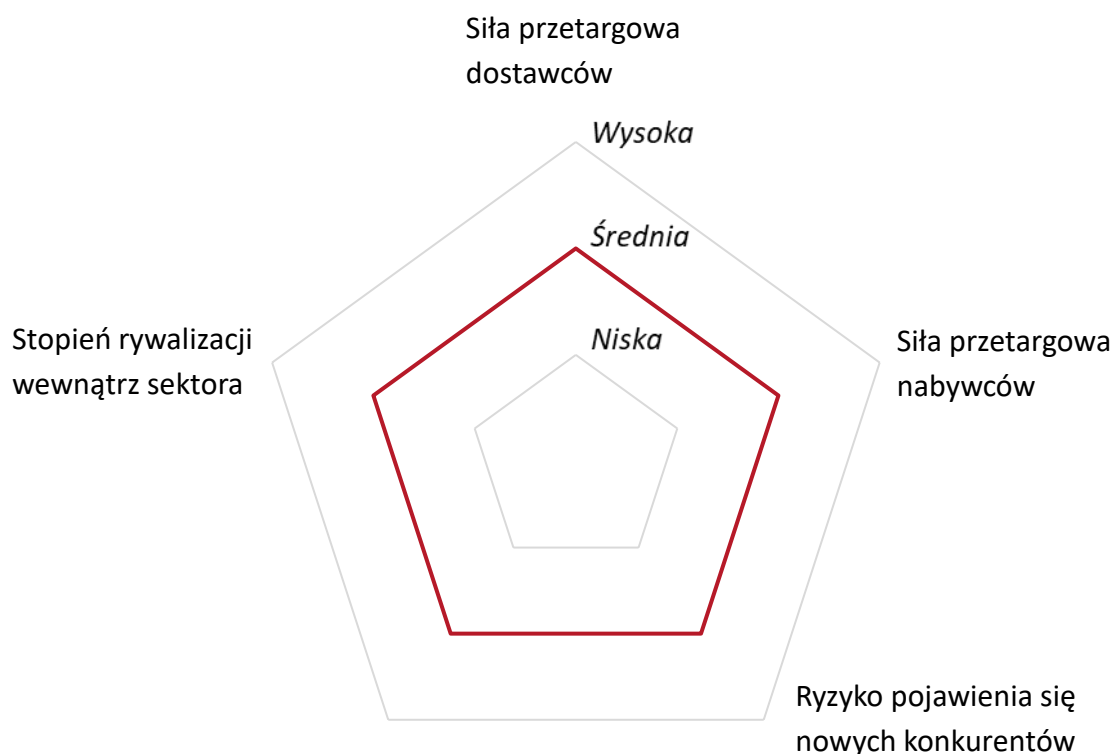 Siła przetargowa
dostawców
Wysoka
Średnia
Niska
Stopień rywalizacji
wewnątrz sektora
Siła przetargowa
nabywców
Ryzyko pojawienia się
nowych konkurentów